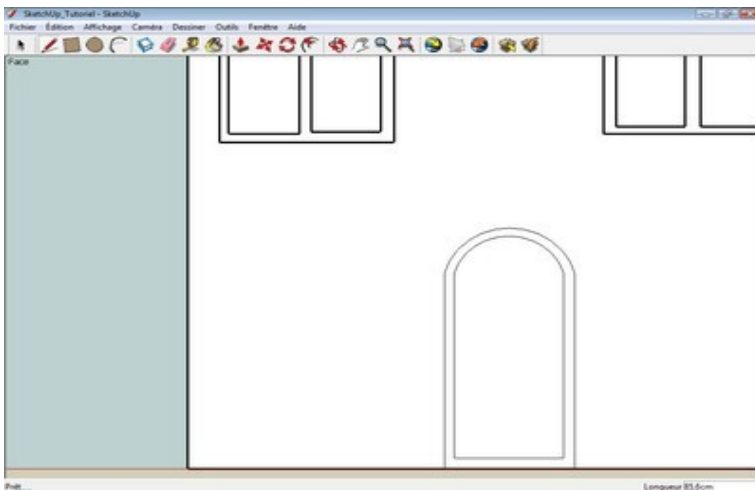 SketchUp_Tutoriel - SketchUp
Fichier Édition Affichage Caméra Dessiner Outils Fenêtre Aide
Face
Prêt...
Longueur 85,6cm